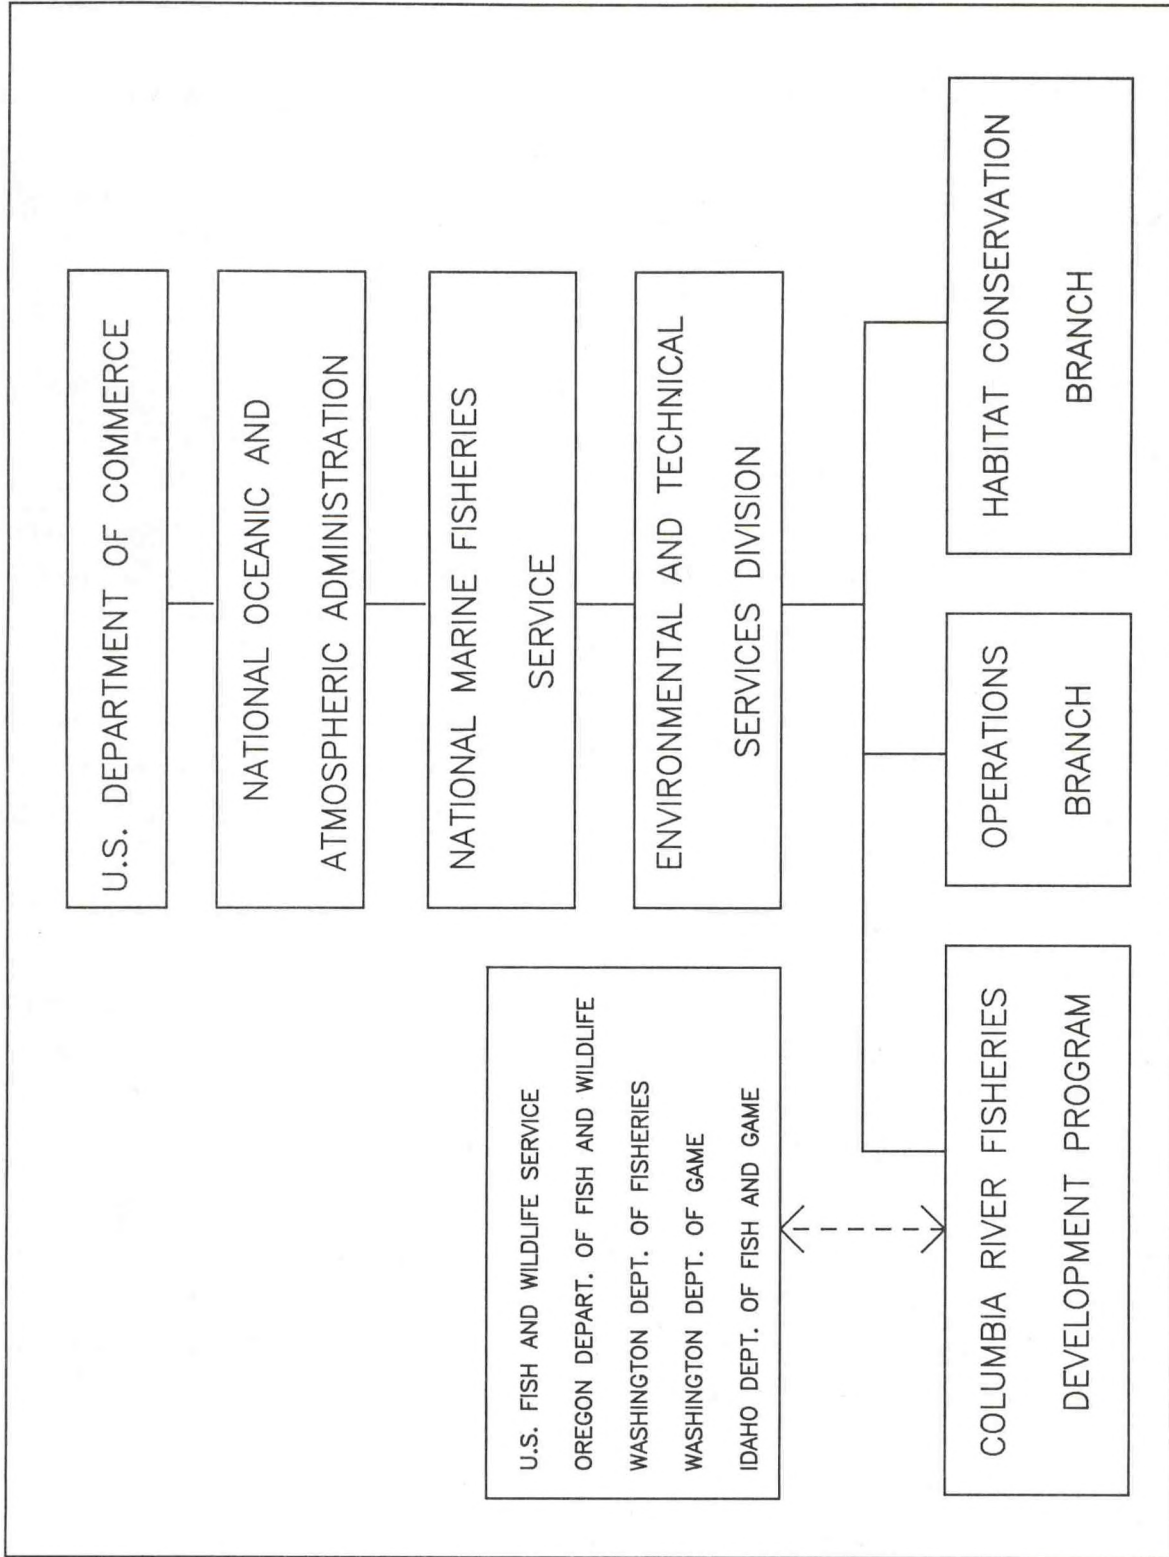 U.S. DEPARTMENT OF COMMERCE
NATIONAL OCEANIC AND
ATMOSPHERIC ADMINISTRATION
NATIONAL MARINE FISHERIES
SERVICE
ENVIRONMENTAL AND TECHNICAL
SERVICES DIVISION
U.S. FISH AND WILDLIFE SERVICE
OREGON DEPART. OF FISH AND WILDLIFE
WASHINGTON DEPT. OF FISHERIES
WASHINGTON DEPT. OF GAME
IDAHO DEPT. OF FISH AND GAME
COLUMBIA RIVER FISHERIES
DEVELOPMENT PROGRAM
OPERATIONS
BRANCH
HABITAT CONSERVATION
BRANCH